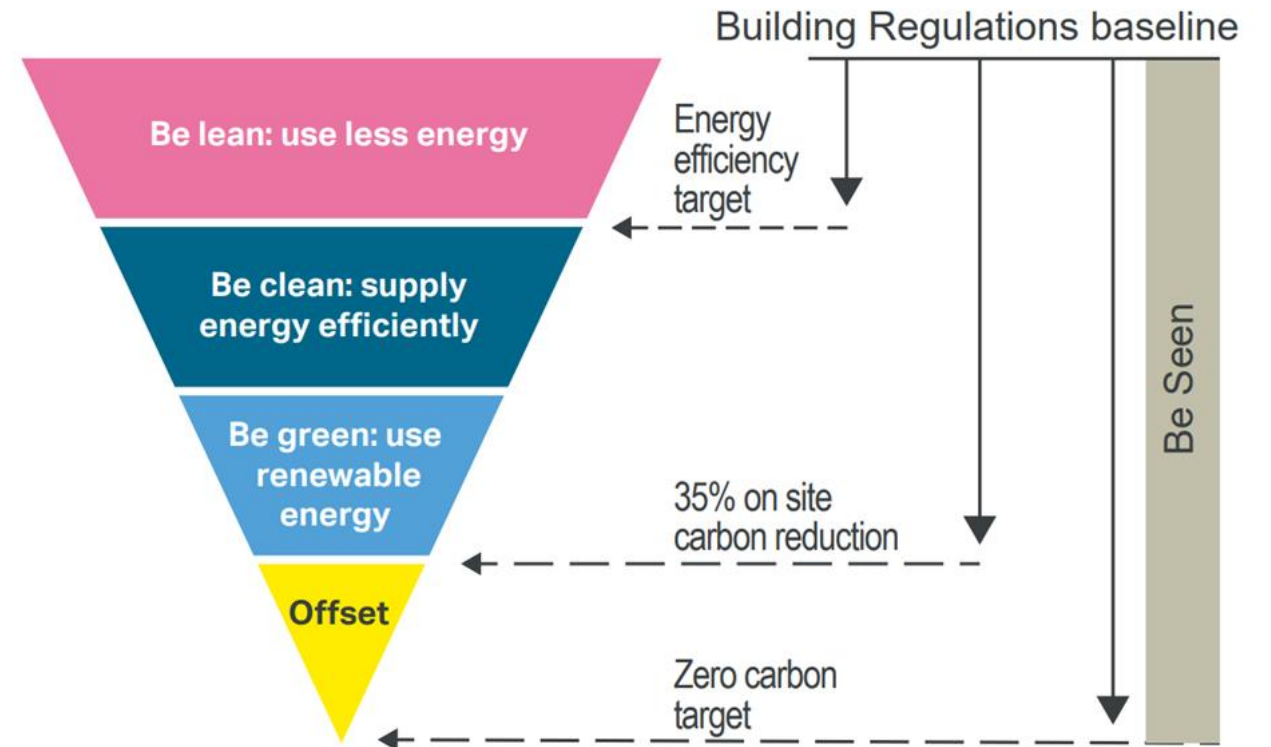 Building Regulations baseline
Be lean: use less energy
Energy
efficiency
target
Be clean: supply
energy efficiently
Be Seen
Be green: use
renewable
energy
35% on site
carbon reduction
Offset
Zero carbon
target